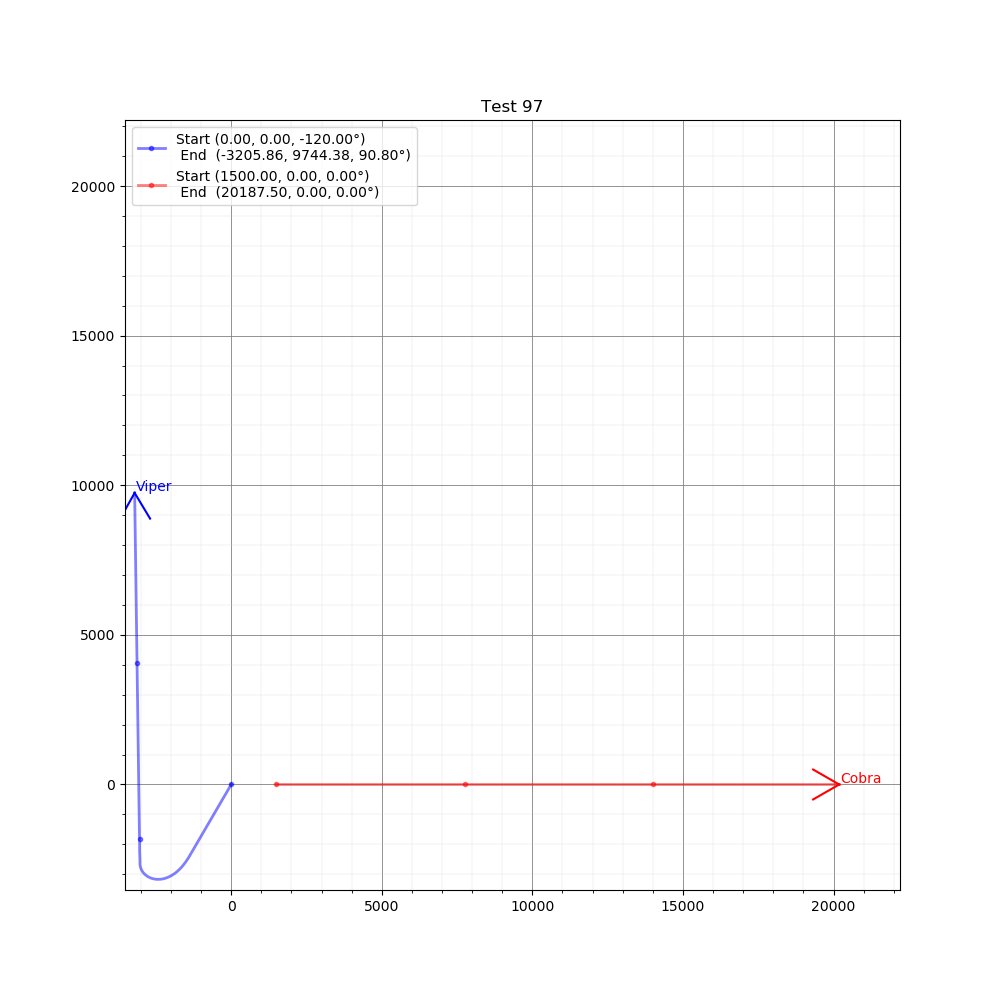 Test 97
Start (0.00, 0.00, -120.00°)
End (-3205.86, 9744.38, 90.80°)
Start (1500.00, 0.00, 0.00°)
End (20187.50, 0.00, 0.00°)
20000
15000
10000
Viper
5000
0
Cobra
0
5000
10000
15000
20000